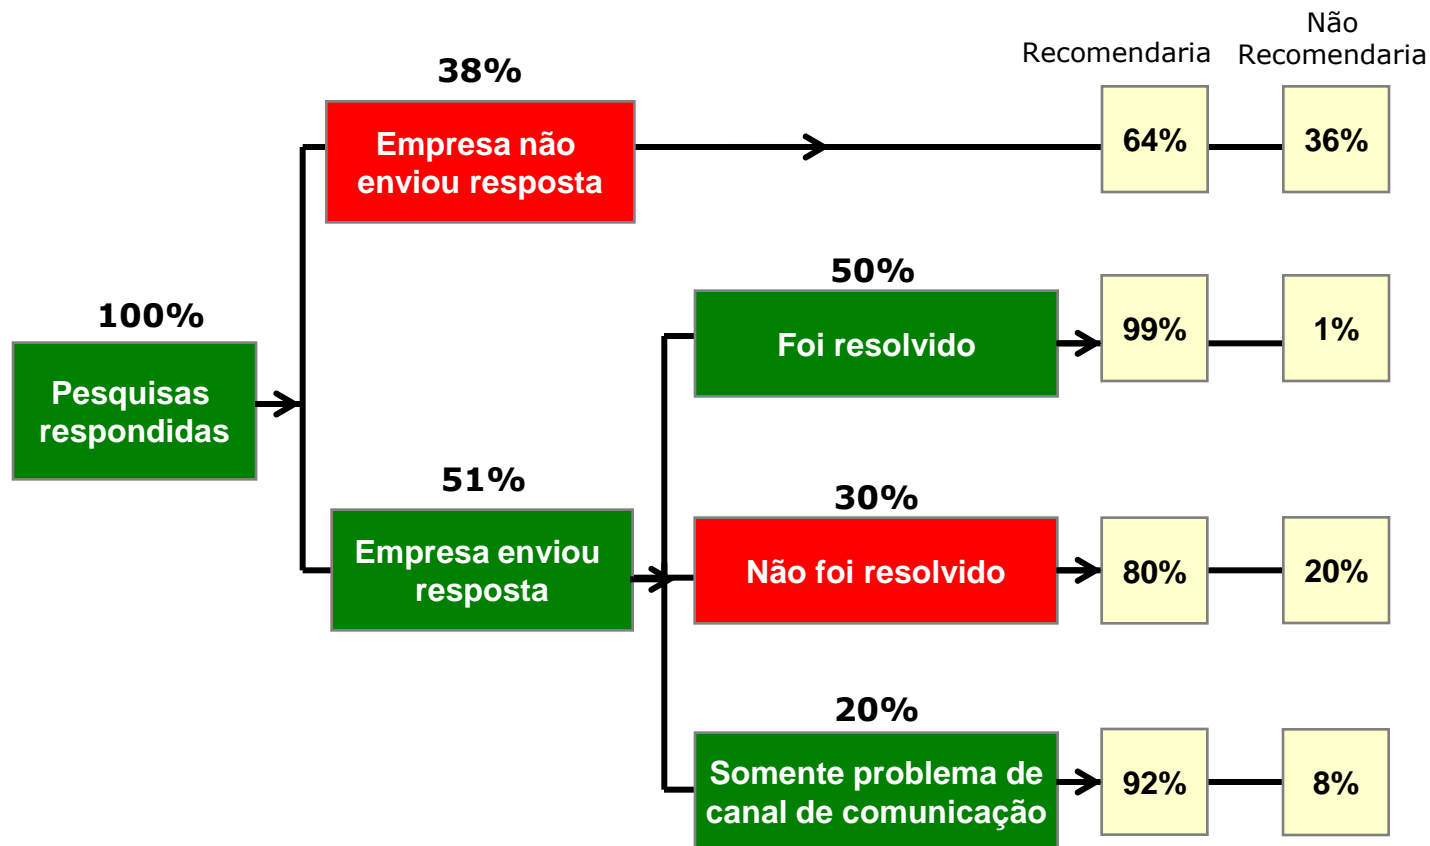 Não
Recomendaria
Recomendaria
38%
Empresa não
enviou resposta
64%
36%
50%
Foi resolvido
99%
1%
100%
Pesquisas
respondidas
51%
Empresa enviou
resposta
30%
Não foi resolvido
80%
20%
20%
Somente problema de
canal de comunicação
92%
8%